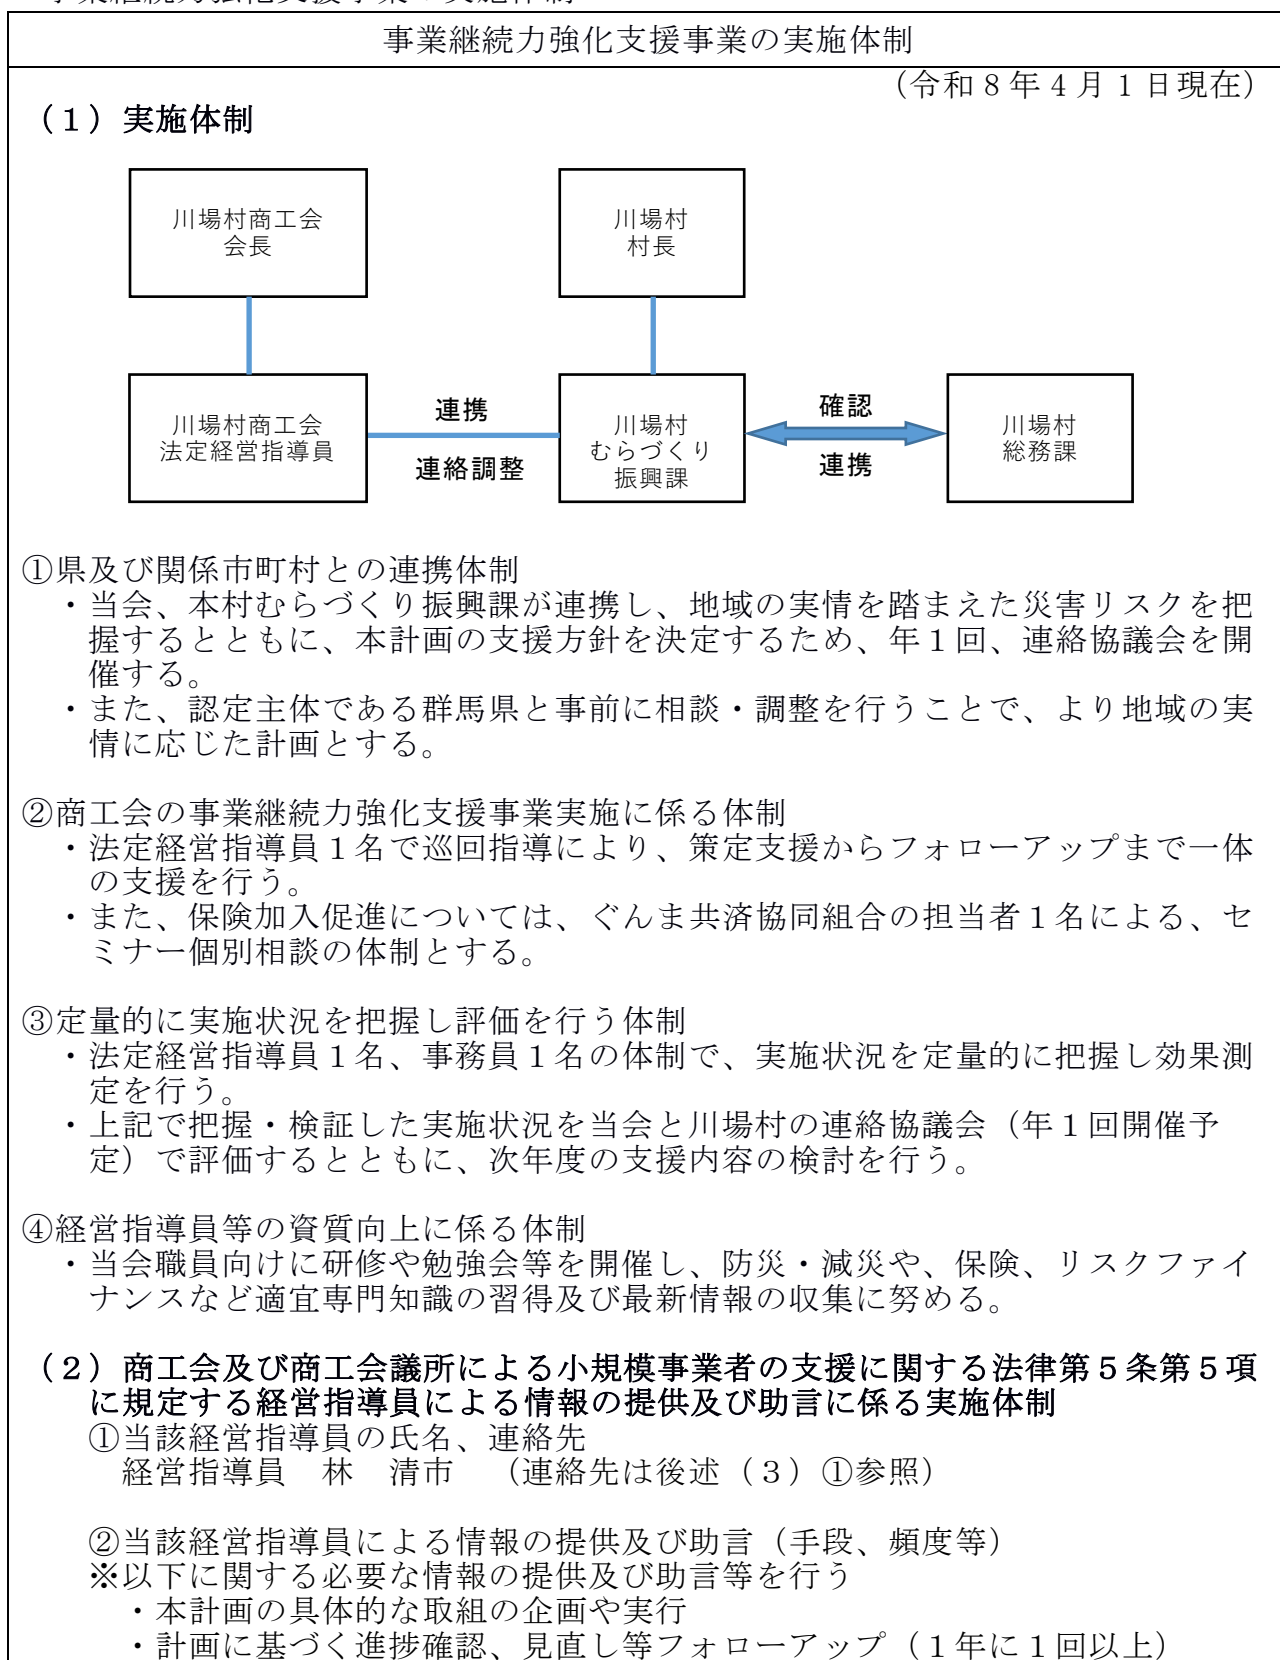 事業継続力強化支援事業の実施体制
事業継続力強化支援事業の実施体制
(令和８年４月１日現在)
(１) 実施体制
川場村商工会
会長
川場村
村長
川場村商工会
法定経営指導員
連携
連絡調整
川場村
むらづくり
振興課
確認
連携
川場村
総務課
①県及び関係市町村との連携体制
・当会、本村むらづくり振興課が連携し、地域の実情を踏まえた災害リスクを把
握するとともに、本計画の支援方針を決定するため、年１回、連絡協議会を開
催する。
・また、認定主体である群馬県と事前に相談・調整を行うことで、より地域の実
情に応じた計画とする。
②商工会の事業継続力強化支援事業実施に係る体制
・法定経営指導員１名で巡回指導により、策定支援からフォローアップまで一体
の支援を行う。
・また、保険加入促進については、ぐんま共済協同組合の担当者１名による、セ
ミナー個別相談の体制とする。
③定量的に実施状況を把握し評価を行う体制
・法定経営指導員１名、事務員１名の体制で、実施状況を定量的に把握し効果測
定を行う。
・上記で把握・検証した実施状況を当会と川場村の連絡協議会（年１回開催予
定）で評価するとともに、次年度の支援内容の検討を行う。
④経営指導員等の資質向上に係る体制
・当会職員向けに研修や勉強会等を開催し、防災・減災や、保険、リスクファイ
ナンスなど適宜専門知識の習得及び最新情報の収集に努める。
(２) 商工会及び商工会議所による小規模事業者の支援に関する法律第５条第５項
に規定する経営指導員による情報の提供及び助言に係る実施体制
①当該経営指導員の氏名、連絡先
経営指導員　林　清市　（連絡先は後述（３）①参照）
②当該経営指導員による情報の提供及び助言（手段、頻度等）
※以下に関する必要な情報の提供及び助言等を行う
・本計画の具体的な取組の企画や実行
・計画に基づく進捗確認、見直し等フォローアップ（１年に１回以上）